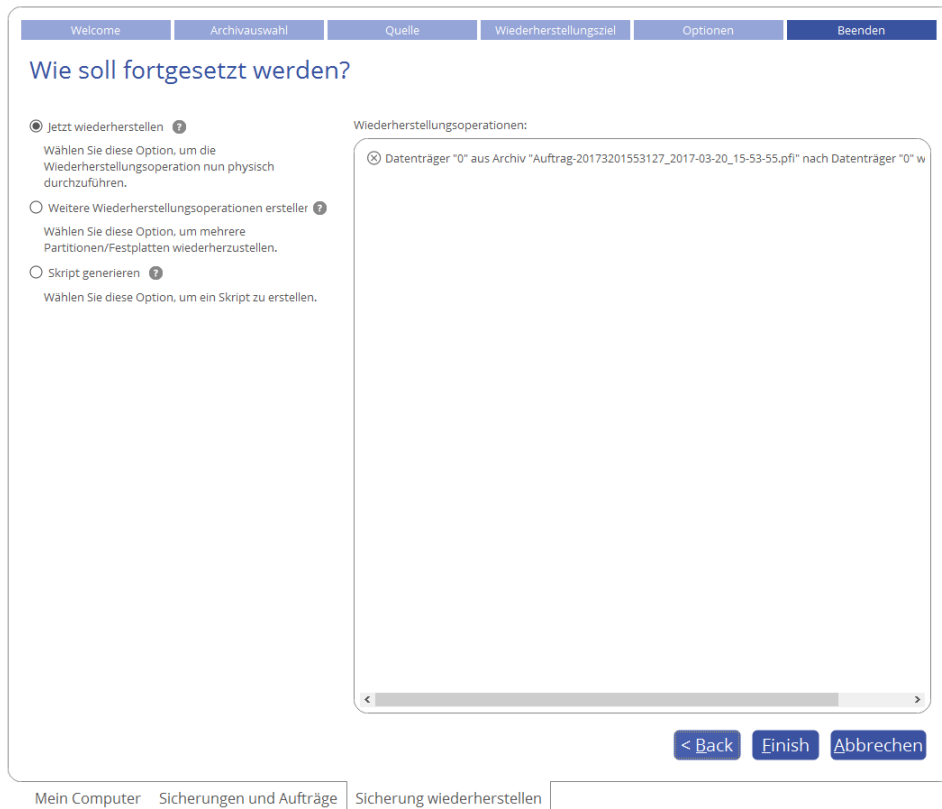 Welcome
Archivauswahl
Quelle
Wiederherstellungsziel
Optionen
Beenden
Wie soll fortgesetzt werden?
Jetzt wiederherstellen ?
Wählen Sie diese Option, um die
Wiederherstellungsoperation nun physisch
durchzuführen.
Weitere Wiederherstellungsoperationen ersteller ?
Wählen Sie diese Option, um mehrere
Partitionen/Festplatten wiederherzustellen.
Skript generieren ?
Wählen Sie diese Option, um ein Skript zu erstellen.
Wiederherstellungsoperationen:
Datenträger "0" aus Archiv "Auftrag-20173201553127_2017-03-20_15-53-55.pfi" nach Datenträger "0" w
< Back
Finish
Abbrechen
Mein Computer
Sicherungen und Aufträge
Sicherung wiederherstellen